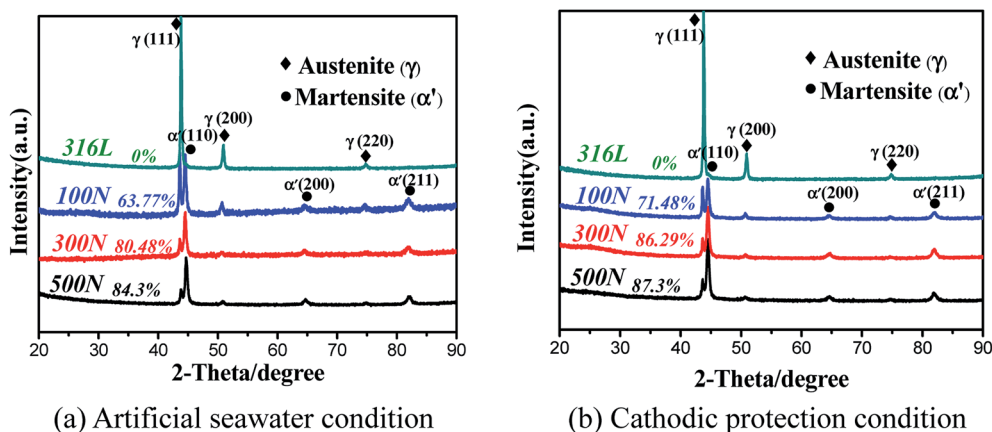 Intensity(a.u.)
γ (111)
Austenite (γ)
Martensite (α')
γ (200)
α'(110)
γ (220)
316L 0%
α'(200)
α'(211)
100N 63.77%
300N 80.48%
500N 84.3%
20 30 40 50 60 70 80 90
2-Theta/degree
(a) Artificial seawater condition
Intensity(a.u.)
γ (111)
Austenite (γ)
Martensite (α')
γ (200)
α'(110)
γ (220)
316L 0%
α'(200)
α'(211)
100N 71.48%
300N 86.29%
500N 87.3%
20 30 40 50 60 70 80 90
2-Theta/degree
(b) Cathodic protection condition